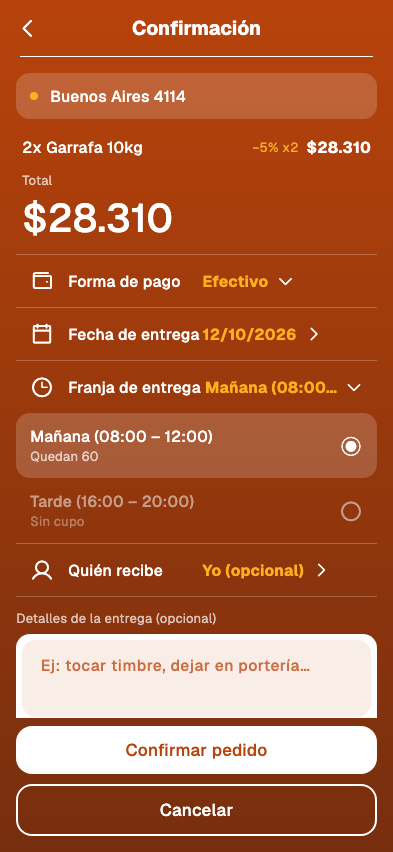 Confirmación
Buenos Aires 4114
2x Garrafa 10kg −5% x2 $28.310
Total
$28.310
Forma de pago Efectivo
Fecha de entrega 12/10/2026
Franja de entrega Mañana (08:00...
Mañana (08:00 – 12:00)
Quedan 60
Tarde (16:00 – 20:00)
Sin cupo
Quién recibe Yo (opcional)
Detalles de la entrega (opcional)
Ej: tocar timbre, dejar en portería...
Confirmar pedido
Cancelar